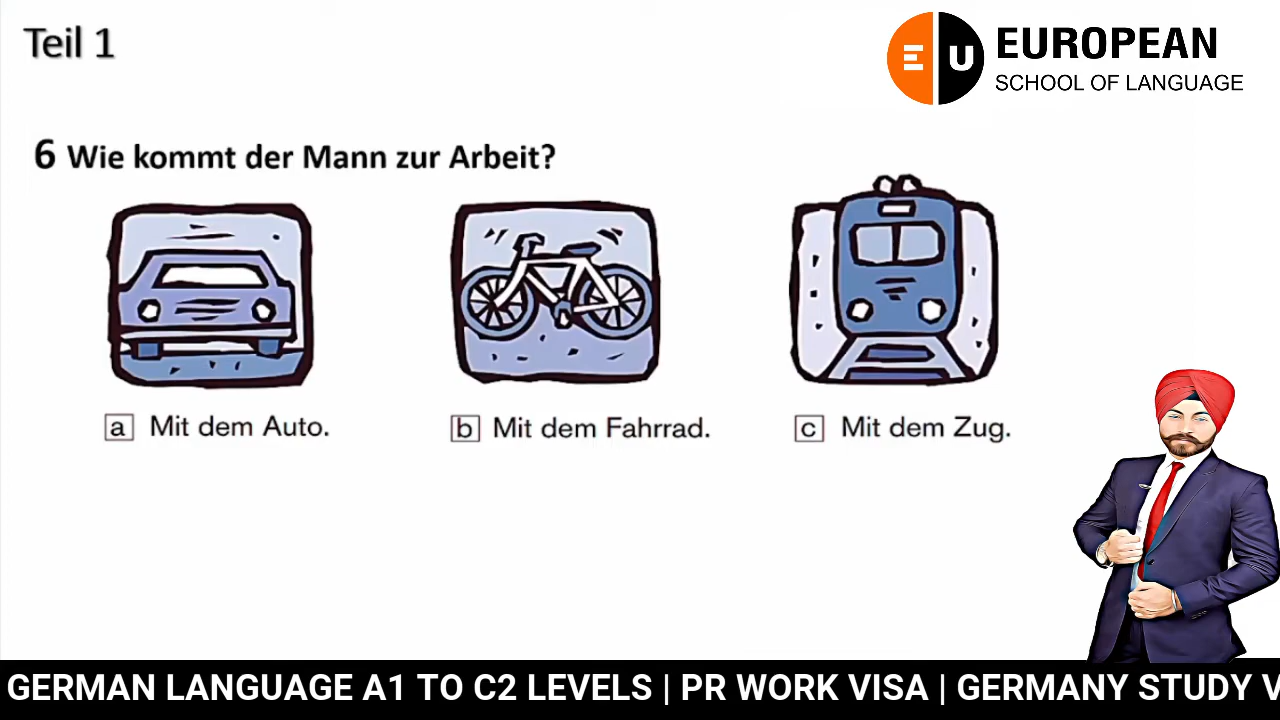 Teil 1
E U EUROPEAN
SCHOOL OF LANGUAGE
6 Wie kommt der Mann zur Arbeit?
a Mit dem Auto.
b Mit dem Fahrrad.
c Mit dem Zug.
GERMAN LANGUAGE A1 TO C2 LEVELS | PR WORK VISA | GERMANY STUDY V